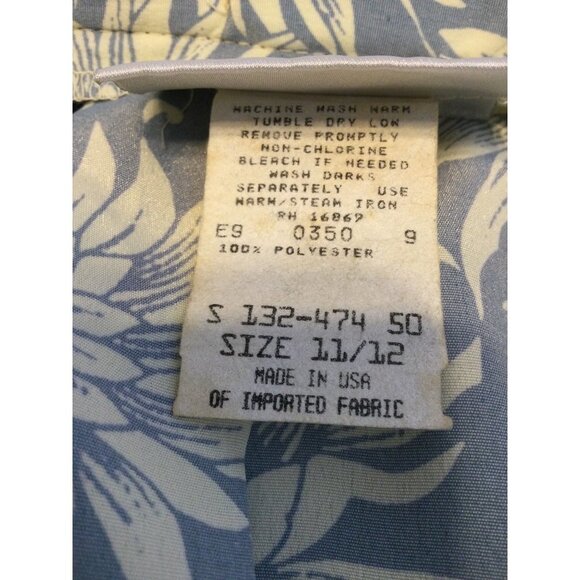 MACHINE WASH WARM
TUMBLE DRY LOW
REMOVE PROMPTLY
NON-CHLORINE
BLEACH IF NEEDED
WASH DARKS
SEPARATELY USE
WARM/STEAM IRON
RN 16867
E9 0350 9
100% POLYESTER
S 132-474 50
SIZE 11/12
MADE IN USA
OF IMPORTED FABRIC